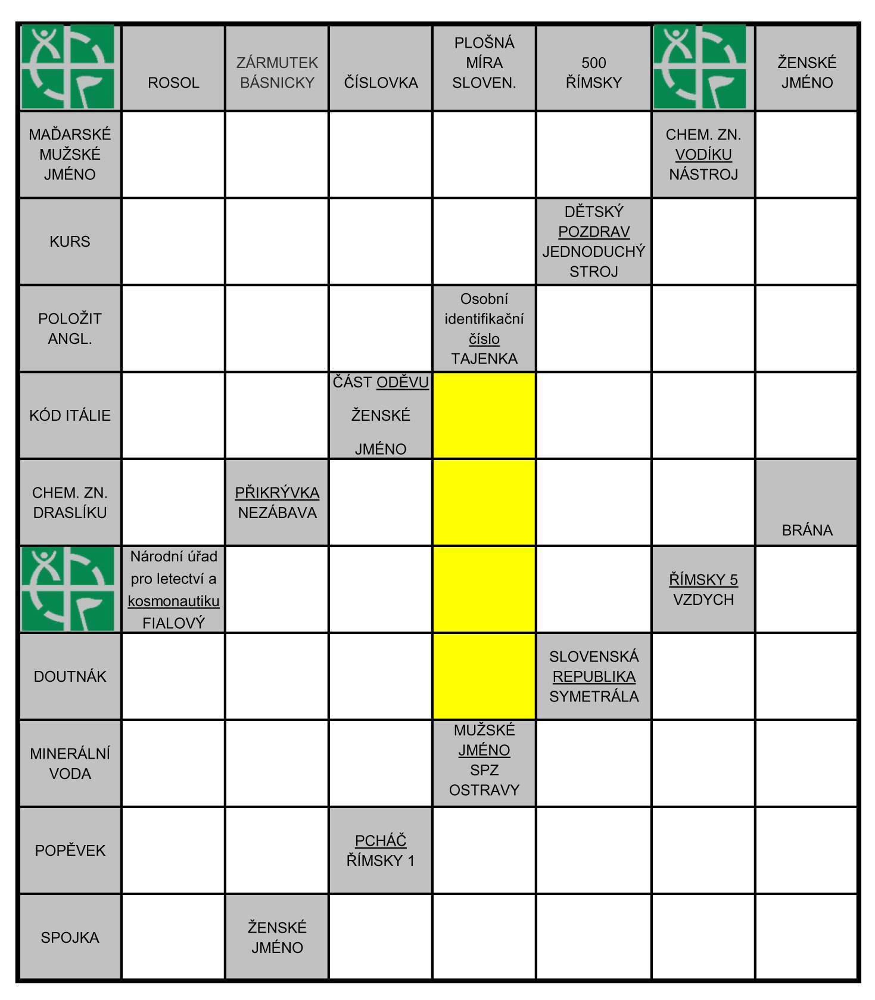 ROSOL
ZÁRMUTEK
BÁSNICKY
ČÍSLOVKA
PLOŠNÁ
MÍRA
SLOVEN.
500
ŘÍMSKY
ŽENSKÉ
JMÉNO
MAĎARSKÉ
MUŽSKÉ
JMÉNO
CHEM. ZN.
VODÍKU
NÁSTROJ
KURS
DĚTSKÝ
POZDRAV
JEDNODUCHÝ
STROJ
POLOŽIT
ANGL.
Osobní
identifikační
číslo
TAJENKA
KÓD ITÁLIE
ČÁST ODĚVU
ŽENSKÉ
JMÉNO
CHEM. ZN.
DRASLÍKU
PŘIKRÝVKA
NEZÁBAVA
BRÁNA
Národní úřad
pro letectví a
kosmonautiku
FIALOVÝ
ŘÍMSKY 5
VZDYCH
DOUTNÁK
SLOVENSKÁ
REPUBLIKA
SYMETRÁLA
MINERÁLNÍ
VODA
MUŽSKÉ
JMÉNO
SPZ
OSTRAVY
POPĚVEK
PCHÁČ
ŘÍMSKY 1
SPOJKA
ŽENSKÉ
JMÉNO